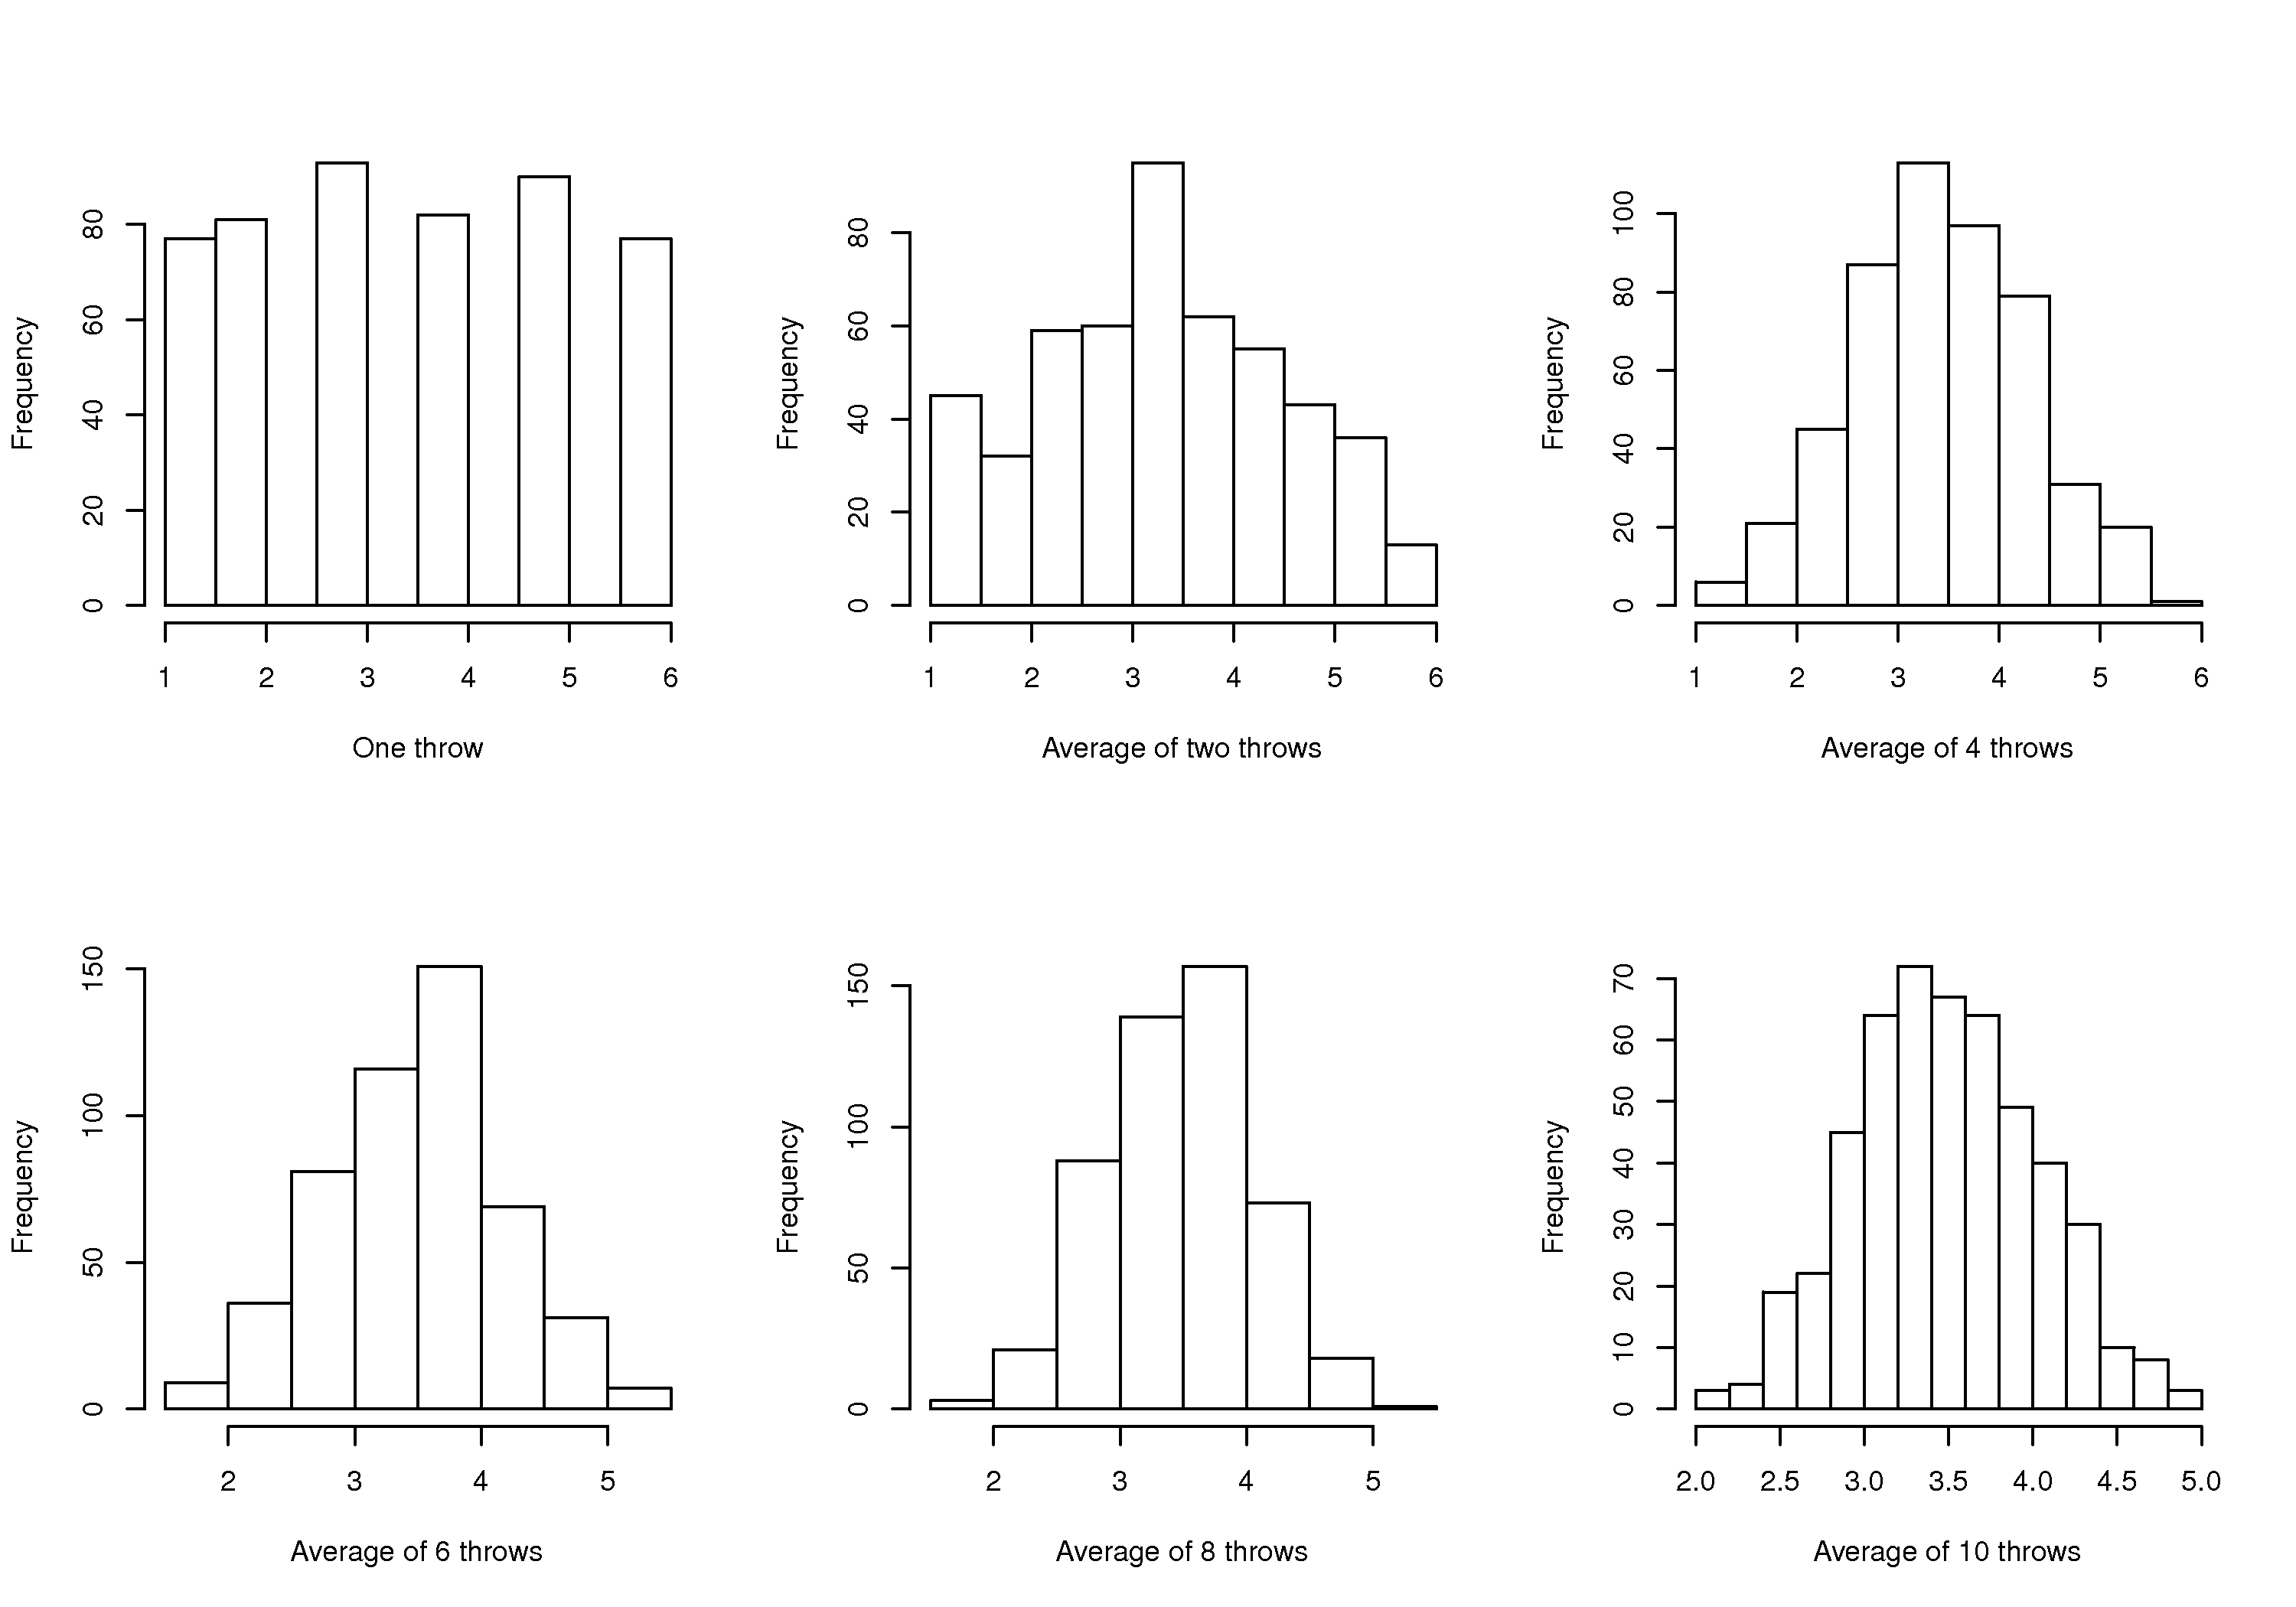 Frequency
80
60
40
20
0
1 2 3 4 5 6
One throw
Frequency
80
60
40
20
0
1 2 3 4 5 6
Average of two throws
Frequency
100
80
60
40
20
0
1 2 3 4 5 6
Average of 4 throws
Frequency
150
100
50
0
2 3 4 5
Average of 6 throws
Frequency
150
100
50
0
2 3 4 5
Average of 8 throws
Frequency
70
60
50
40
30
20
10
0
2.0 2.5 3.0 3.5 4.0 4.5 5.0
Average of 10 throws